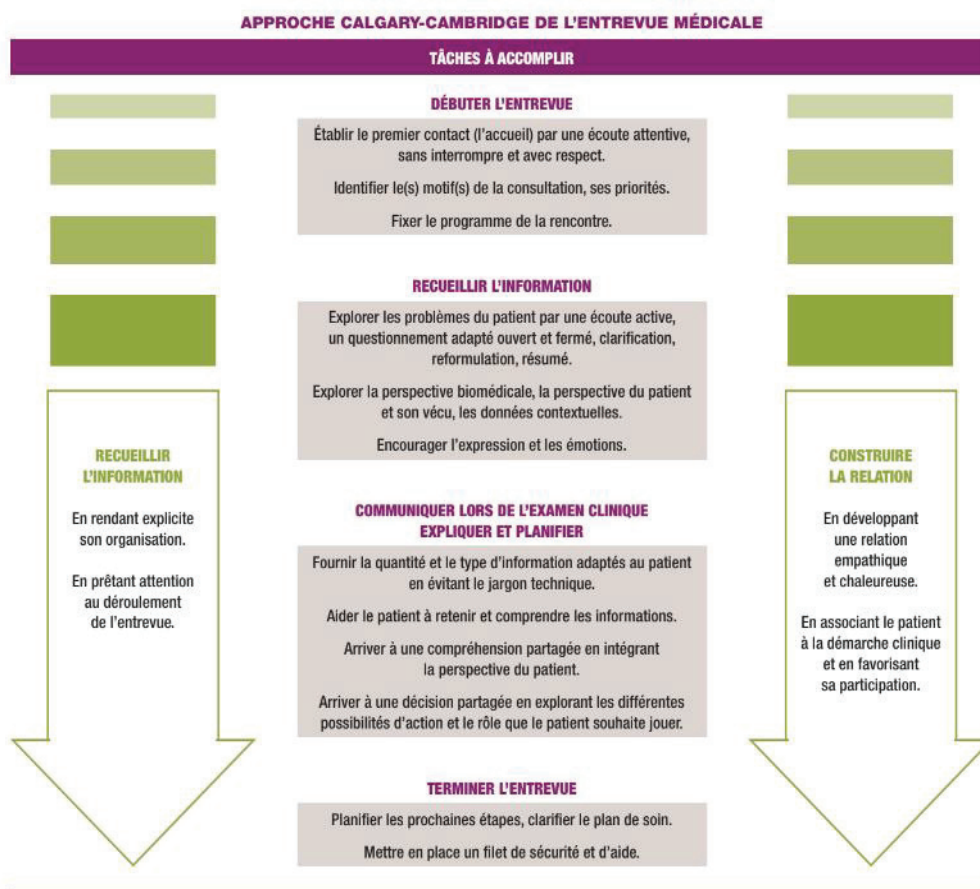 APPROCHE CALGARY-CAMBRIDGE DE L'ENTREVUE MÉDICALE
TÂCHES À ACCOMPLIR
DÉBUTER L'ENTREVUE
Établir le premier contact (l'accueil) par une écoute attentive,
sans interrompre et avec respect.
Identifier le(s) motif(s) de la consultation, ses priorités.
Fixer le programme de la rencontre.
RECUEILLIR L'INFORMATION
Explorer les problèmes du patient par une écoute active,
un questionnement adapté ouvert et fermé, clarification,
reformulation, résumé.
Explorer la perspective biomédicale, la perspective du patient
et son vécu, les données contextuelles.
Encourager l'expression et les émotions.
RECUEILLIR
L'INFORMATION
En rendant explicite
son organisation.
En prêtant attention
au déroulement
de l'entrevue.
COMMUNIQUER LORS DE L'EXAMEN CLINIQUE
EXPLIQUER ET PLANIFIER
Fournir la quantité et le type d'information adaptés au patient
en évitant le jargon technique.
Aider le patient à retenir et comprendre les informations.
Arriver à une compréhension partagée en intégrant
la perspective du patient.
Arriver à une décision partagée en explorant les différentes
possibilités d'action et le rôle que le patient souhaite jouer.
CONSTRUIRE
LA RELATION
En développant
une relation
empathique
et chaleureuse.
En associant le patient
à la démarche clinique
et en favorisant
sa participation.
TERMINER L'ENTREVUE
Planifier les prochaines étapes, clarifier le plan de soin.
Mettre en place un filet de sécurité et d'aide.